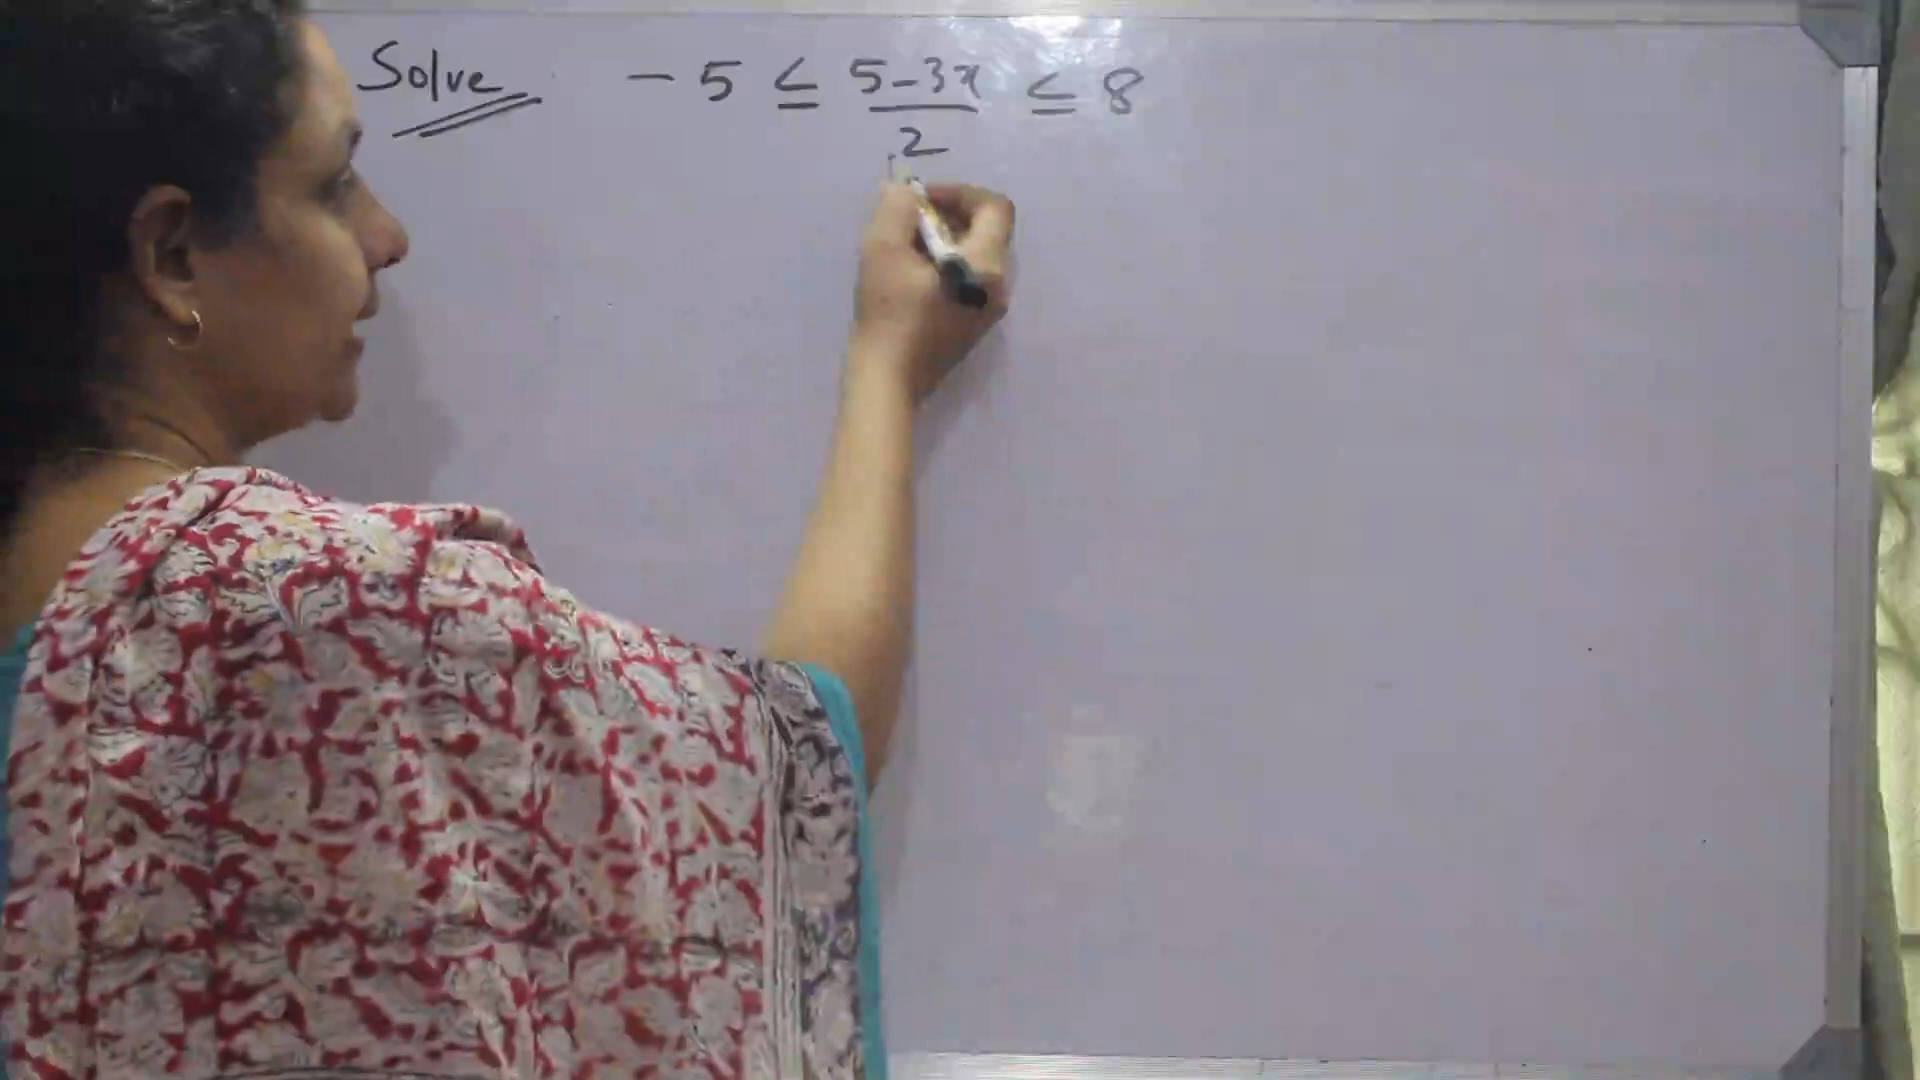 Solve - 5 ≤ 5-3x/2 ≤ 8